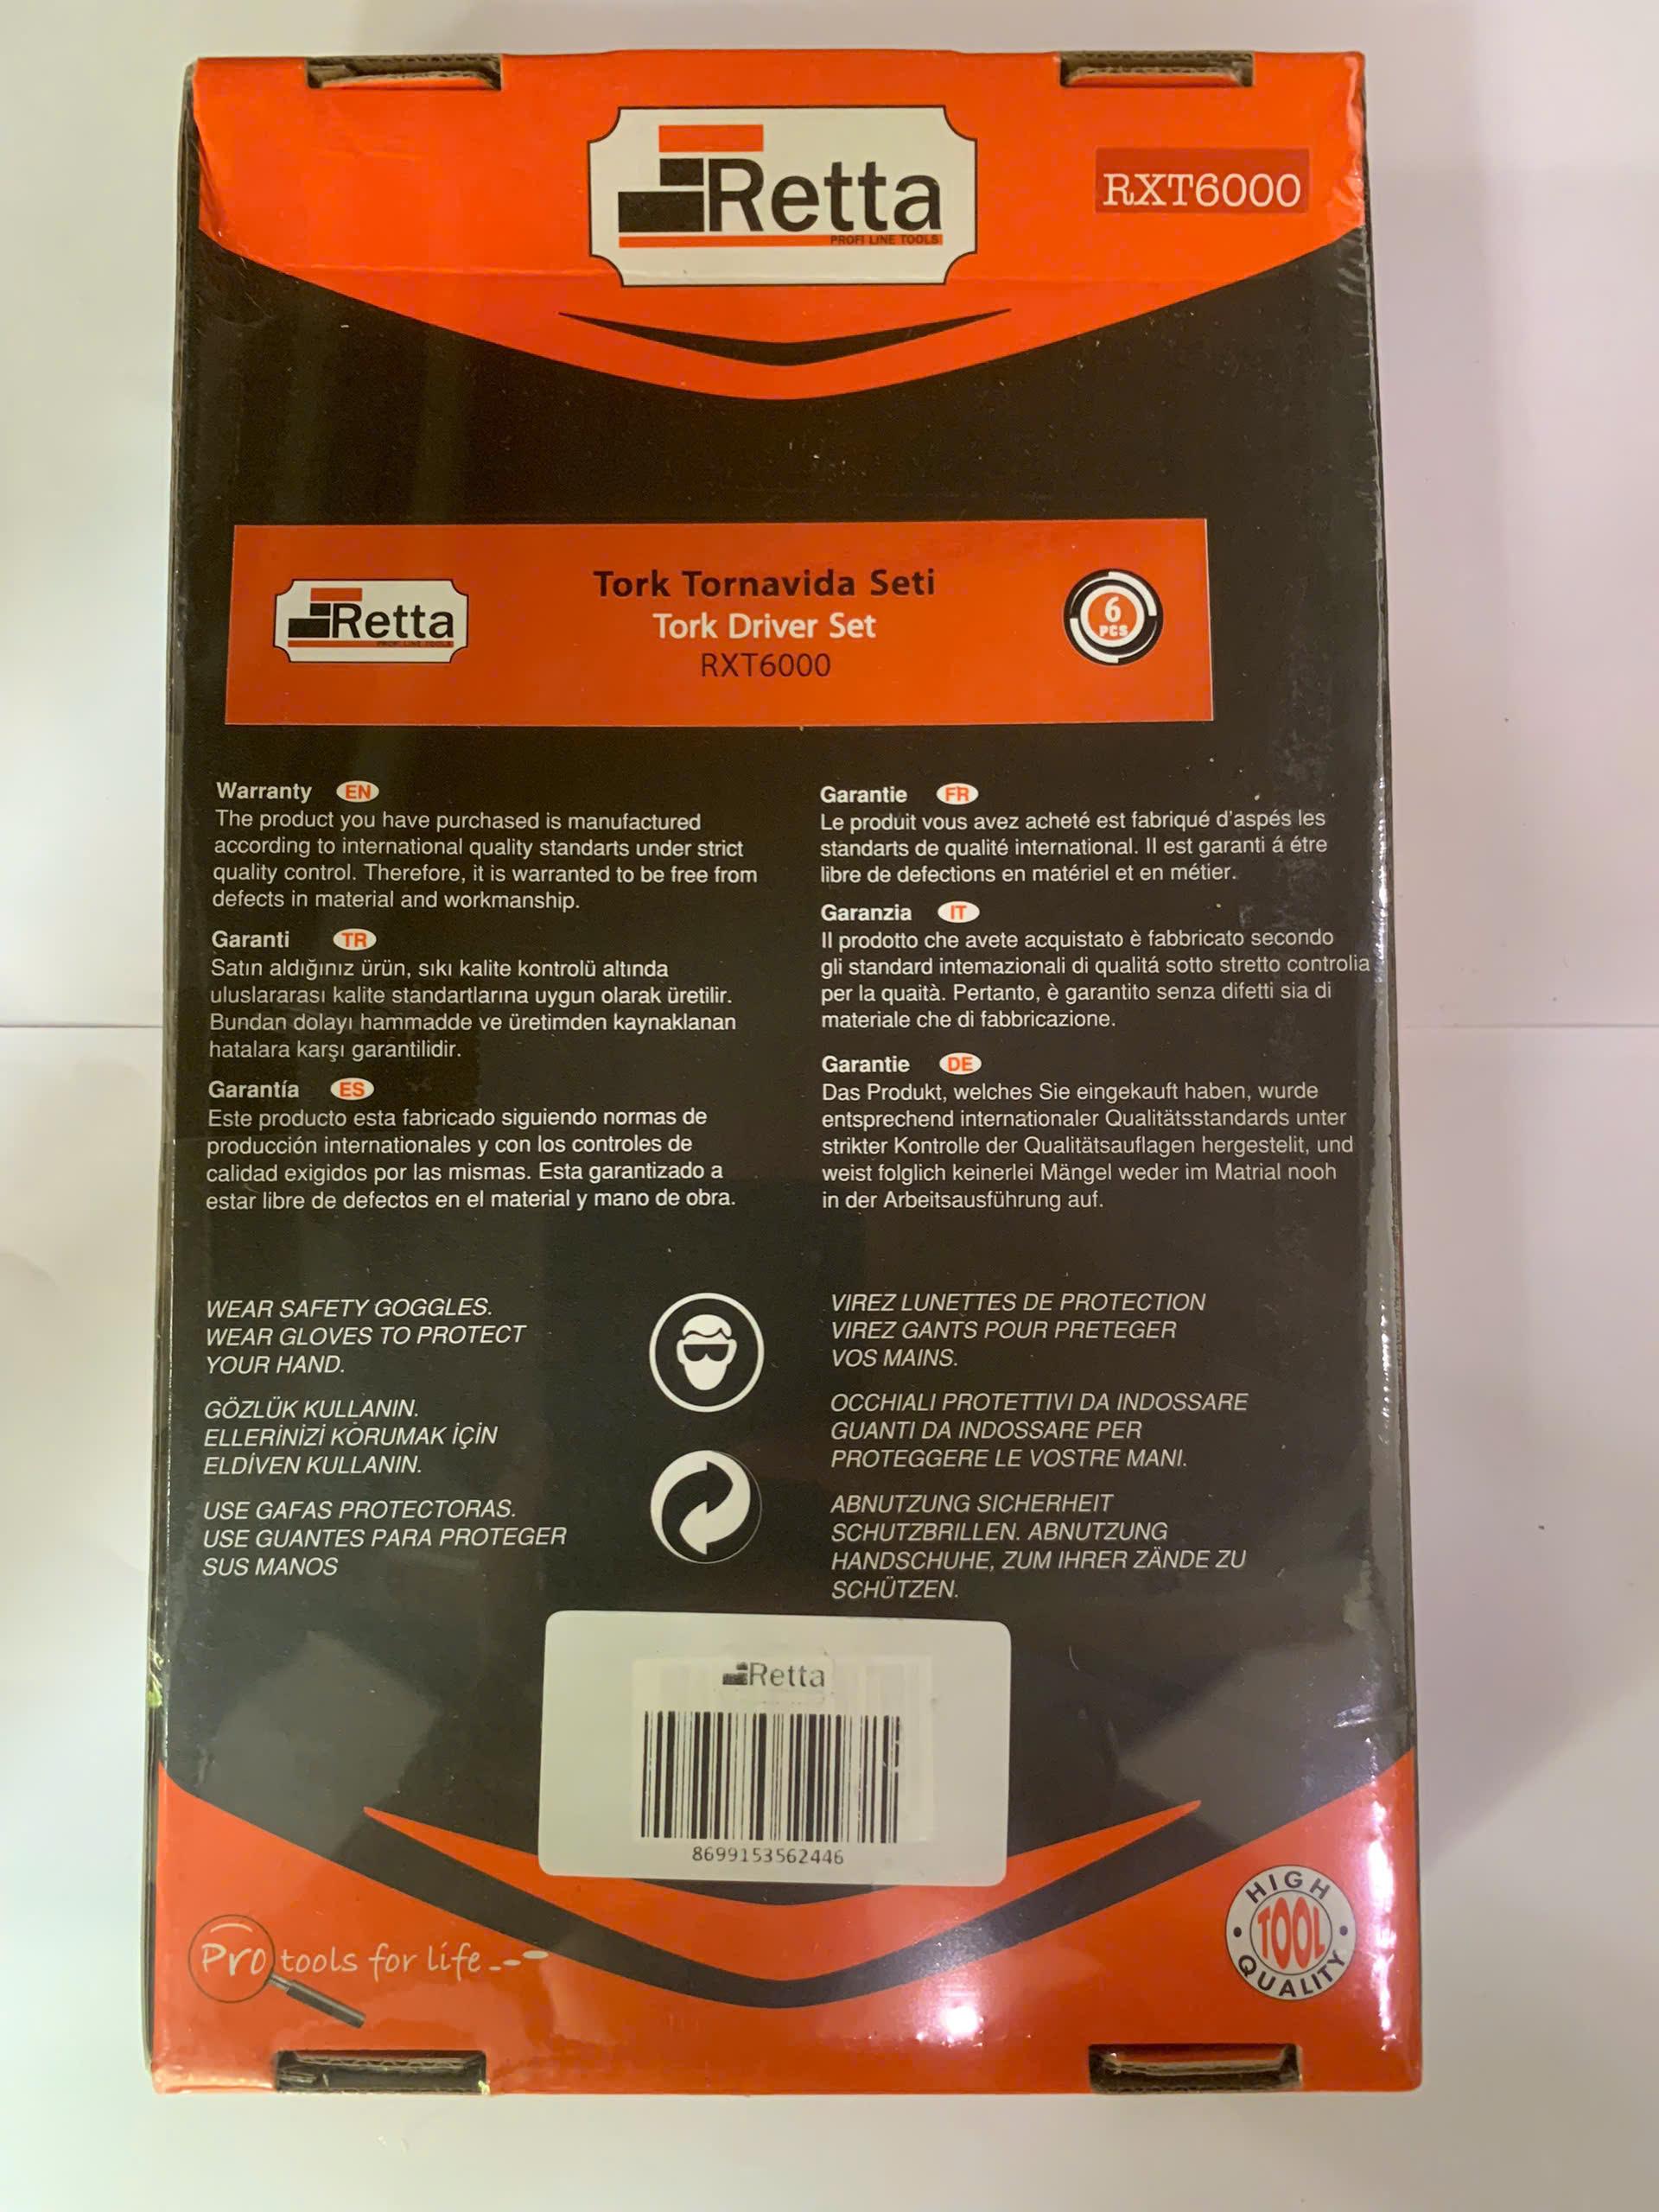 Retta
PROFI LINE TOOLS
RXT6000
Retta
PROFI LINE TOOLS
Tork Tornavida Seti
Tork Driver Set
RXT6000
6
PCS
Warranty EN
The product you have purchased is manufactured
according to international quality standarts under strict
quality control. Therefore, it is warranted to be free from
defects in material and workmanship.
Garanti TR
Satın aldığınız ürün, sıkı kalite kontrolü altında
uluslararası kalite standartlarına uygun olarak üretilir.
Bundan dolayı hammadde ve üretimden kaynaklanan
hatalara karşı garantilidir.
Garantía ES
Este producto esta fabricado siguiendo normas de
producción internationales y con los controles de
calidad exigidos por las mismas. Esta garantizado a
estar libre de defectos en el material y mano de obra.
Garantie FR
Le produit vous avez acheté est fabriqué d'aspés les
standarts de qualité international. Il est garanti á étre
libre de defections en matériel et en métier.
Garanzia IT
Il prodotto che avete acquistato è fabbricato secondo
gli standard intemazionali di qualitá sotto stretto controlia
per la quaità. Pertanto, è garantito senza difetti sia di
materiale che di fabbricazione.
Garantie DE
Das Produkt, welches Sie eingekauft haben, wurde
entsprechend internationaler Qualitätsstandards unter
strikter Kontrolle der Qualitätsauflagen hergestelit, und
weist folglich keinerlei Mängel weder im Matrial nooh
in der Arbeitsausführung auf.
WEAR SAFETY GOGGLES.
WEAR GLOVES TO PROTECT
YOUR HAND.
GÖZLÜK KULLANIN.
ELLERİNİZİ KORUMAK İÇİN
ELDİVEN KULLANIN.
USE GAFAS PROTECTORAS.
USE GUANTES PARA PROTEGER
SUS MANOS
VIREZ LUNETTES DE PROTECTION
VIREZ GANTS POUR PRETEGER
VOS MAINS.
OCCHIALI PROTETTIVI DA INDOSSARE
GUANTI DA INDOSSARE PER
PROTEGGERE LE VOSTRE MANI.
ABNUTZUNG SICHERHEIT
SCHUTZBRILLEN. ABNUTZUNG
HANDSCHUHE, ZUM IHRER ZÄNDE ZU
SCHÜTZEN.
Retta
8699153562446
Pro tools for life
HIGH
TOOL
QUALITY